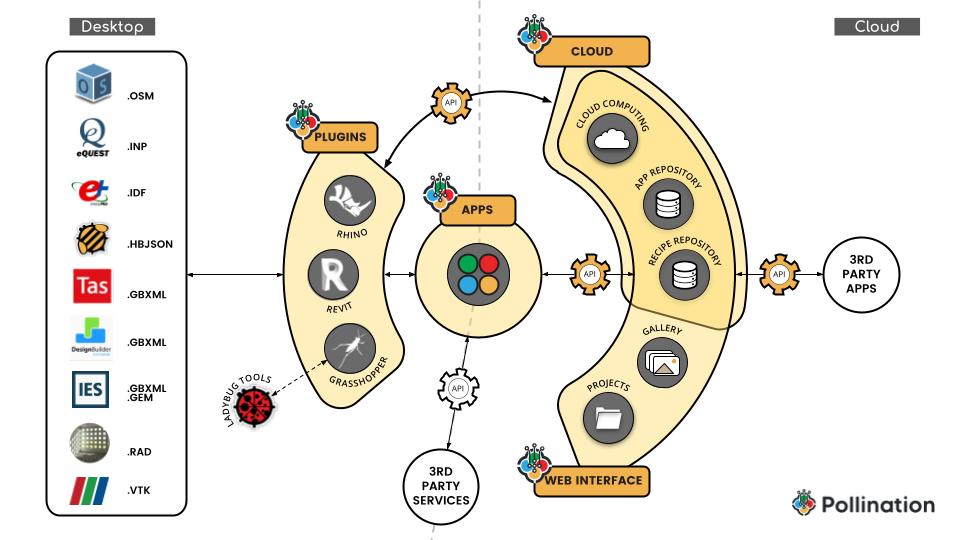 Desktop
Cloud
.OSM
eQUEST
.INP
.IDF
.HBJSON
Tas
.GBXML
DesignBuilder
.GBXML
IES
.GBXML
.GEM
.RAD
.VTK
PLUGINS
RHINO
R
REVIT
GRASSHOPPER
LADYBUG TOOLS
API
APPS
API
3RD
PARTY
SERVICES
CLOUD
CLOUD COMPUTING
APP REPOSITORY
RECIPE REPOSITORY
API
GALLERY
PROJECTS
WEB INTERFACE
API
3RD
PARTY
APPS
Pollination